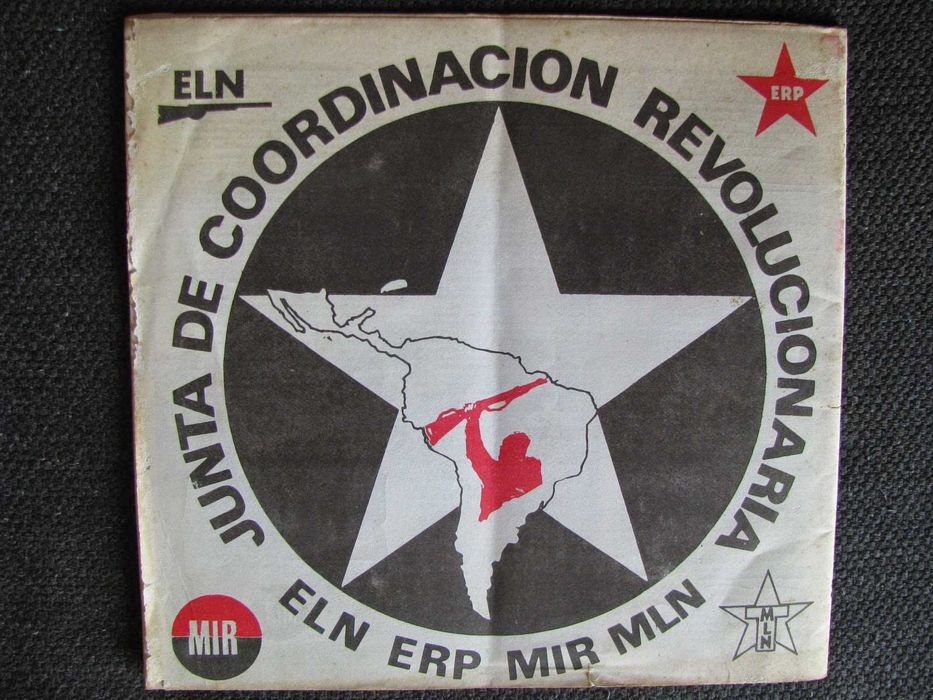 ELN
ERP
JUNTA DE COORDINACION REVOLUCIONARIA
ELN ERP MIR MLN
MIR
T
MLN